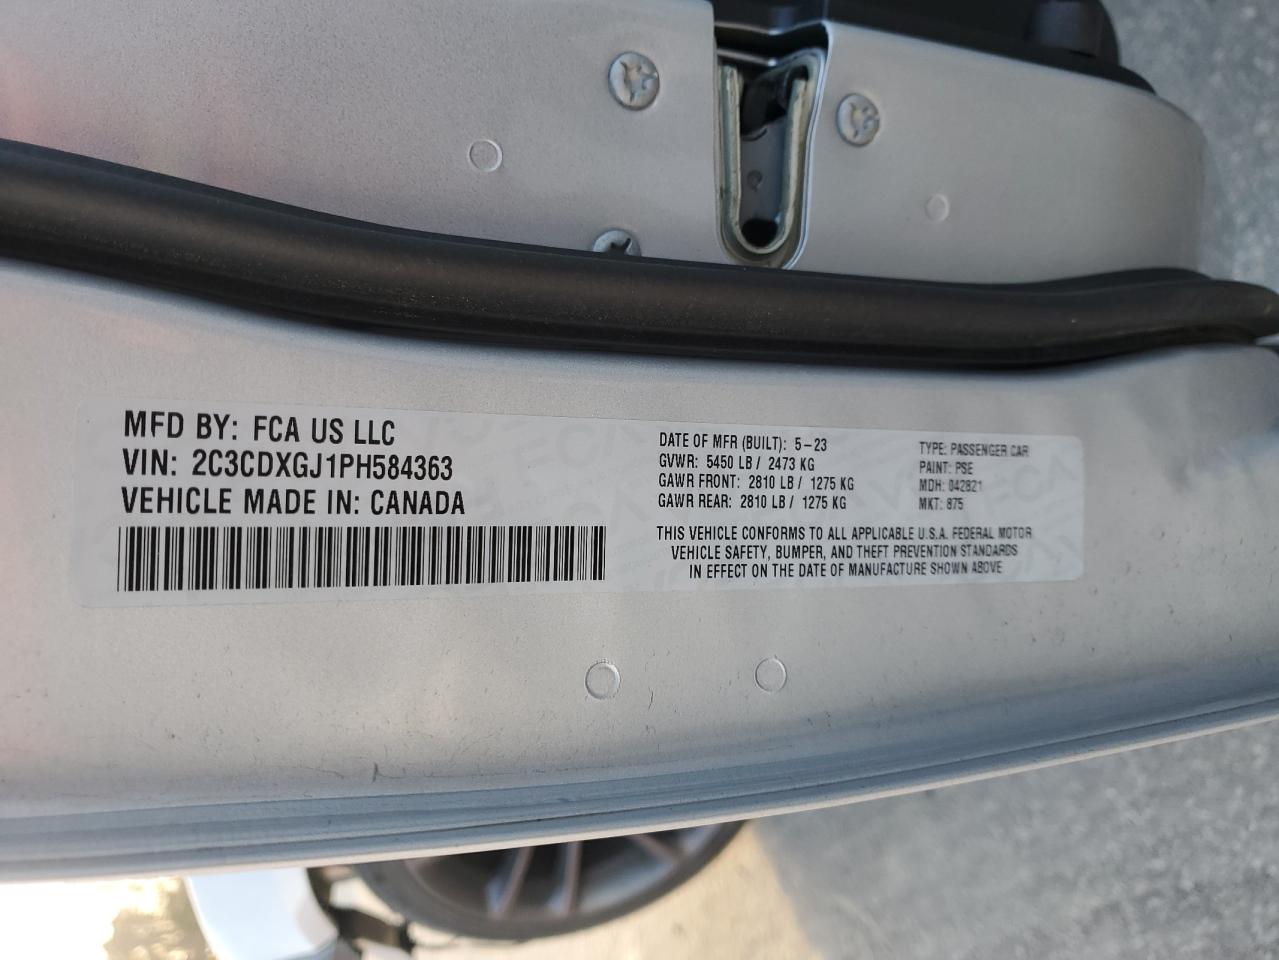 MFD BY: FCA US LLC
VIN: 2C3CDXGJ1PH584363
VEHICLE MADE IN: CANADA
DATE OF MFR (BUILT): 5-23
GVWR: 5450 LB / 2473 KG
GAWR FRONT: 2810 LB / 1275 KG
GAWR REAR: 2810 LB / 1275 KG
TYPE: PASSENGER CAR
PAINT: PSE
MDH: 042821
MKT: 875
THIS VEHICLE CONFORMS TO ALL APPLICABLE U.S.A. FEDERAL MOTOR
VEHICLE SAFETY, BUMPER, AND THEFT PREVENTION STANDARDS
IN EFFECT ON THE DATE OF MANUFACTURE SHOWN ABOVE